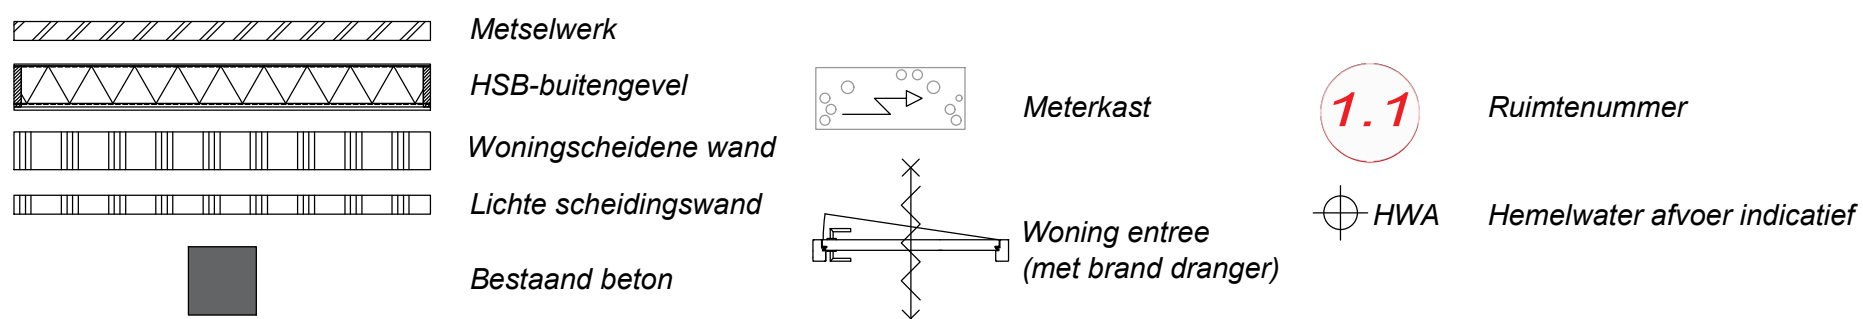 Metselwerk
HSB-buitengevel
Woningscheidene wand
Lichte scheidingswand
Bestaand beton
Meterkast
Woning entree
(met brand dranger)
1.1
Ruimtenummer
HWA
Hemelwater afvoer indicatief